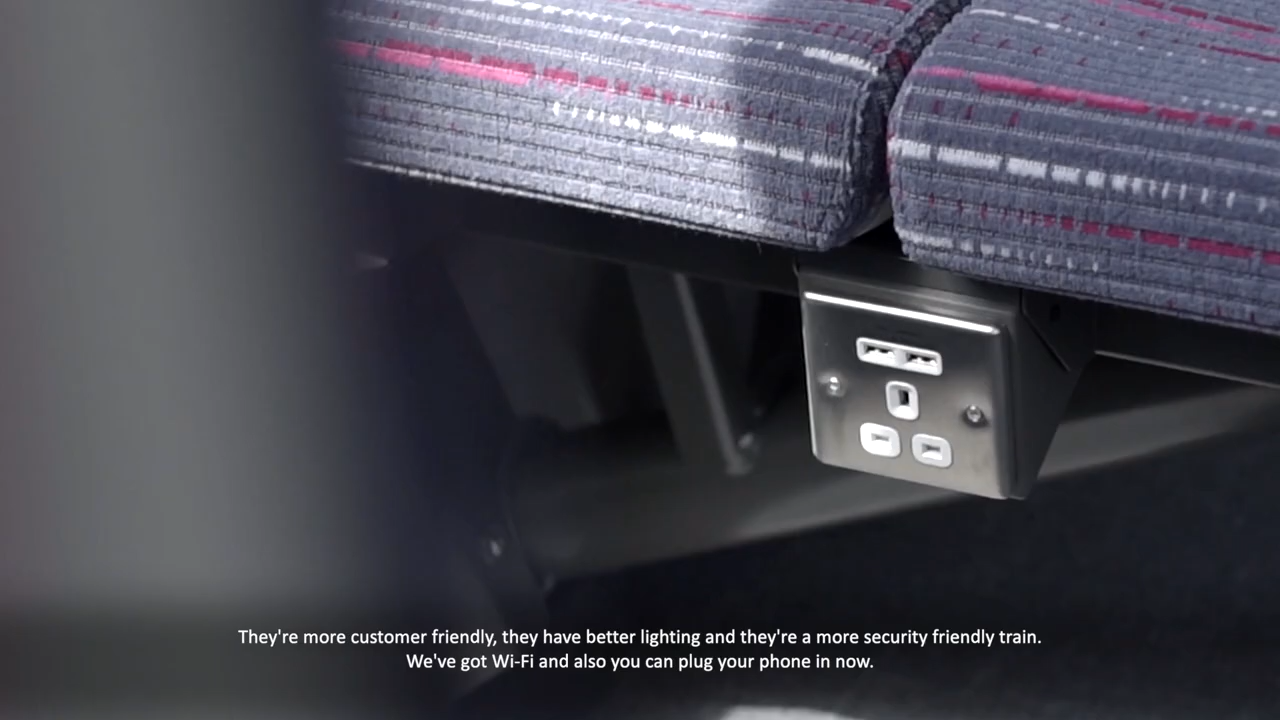 They're more customer friendly, they have better lighting and they're a more security friendly train.
We've got Wi-Fi and also you can plug your phone in now.